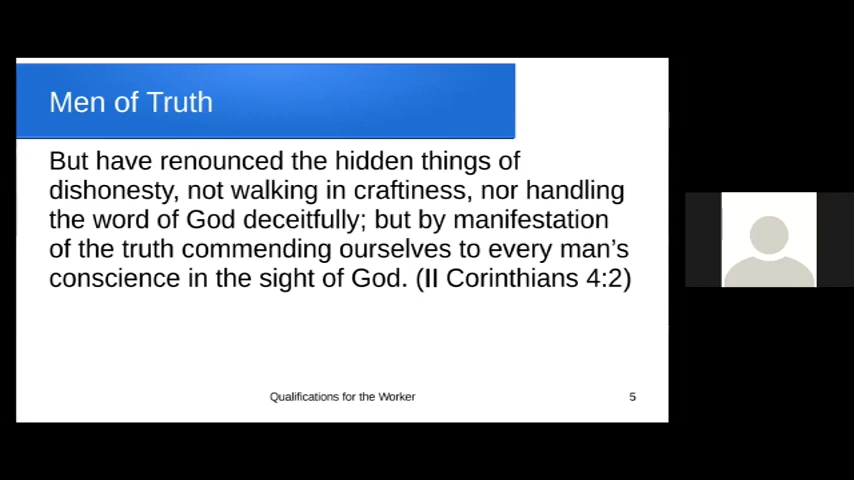 Men of Truth
But have renounced the hidden things of
dishonesty, not walking in craftiness, nor handling
the word of God deceitfully; but by manifestation
of the truth commending ourselves to every man’s
conscience in the sight of God. (II Corinthians 4:2)
Qualifications for the Worker
5